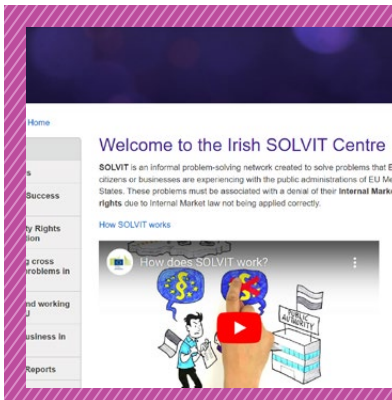 Home
Welcome to the Irish SOLVIT Centre
SOLVIT is an informal problem-solving network created to solve problems that
citizens or businesses are experiencing with the public administrations of EU
States. These problems must be associated with a denial of their Internal
rights due to Internal Market law not being applied correctly.
Success
Rights
How SOLVIT works
cross
problems in
How does SOLVIT work?
working
PUBLIC
AUTHORITY
in
Reports